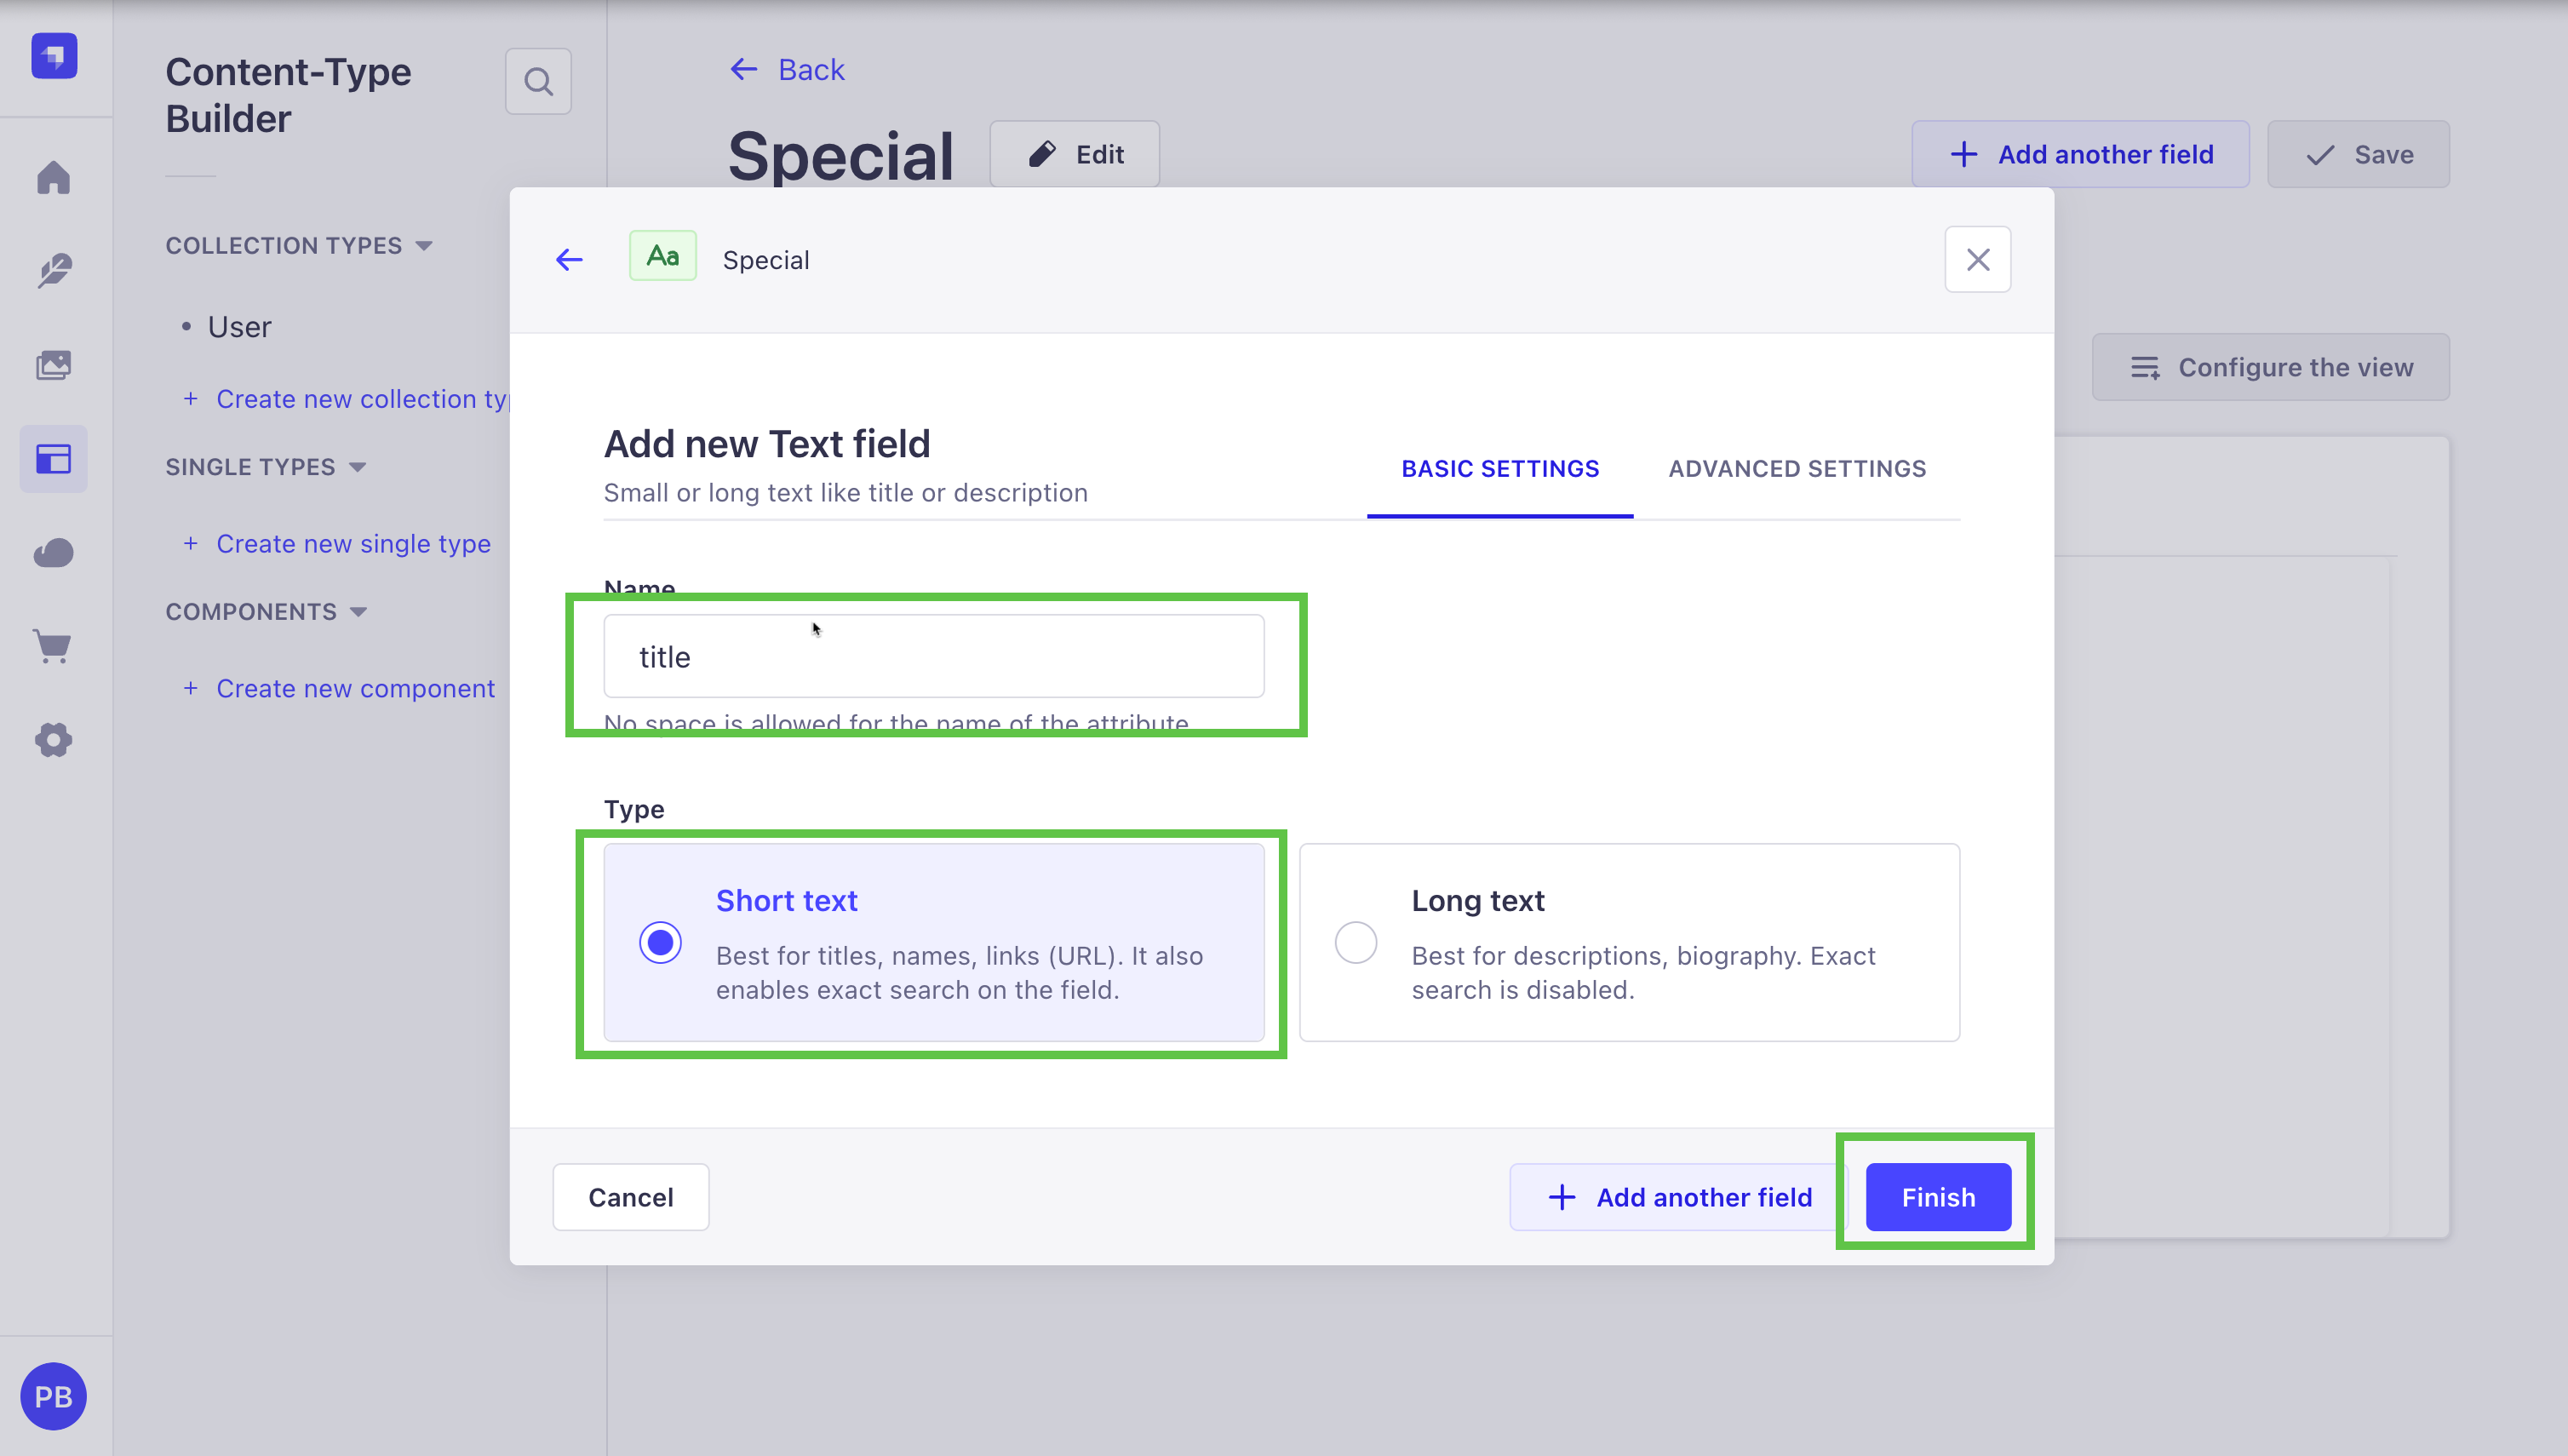 Content-Type
Builder
COLLECTION TYPES
User
+ Create new collection typ
SINGLE TYPES
+ Create new single type
COMPONENTS
+ Create new component
PB
← Back
Special
Edit
+ Add another field
Save
Configure the view
Aa
Special
Add new Text field
Small or long text like title or description
BASIC SETTINGS
ADVANCED SETTINGS
Name
title
No space is allowed for the name of the attribute
Type
Short text
Best for titles, names, links (URL). It also
enables exact search on the field.
Long text
Best for descriptions, biography. Exact
search is disabled.
Cancel
+ Add another field
Finish